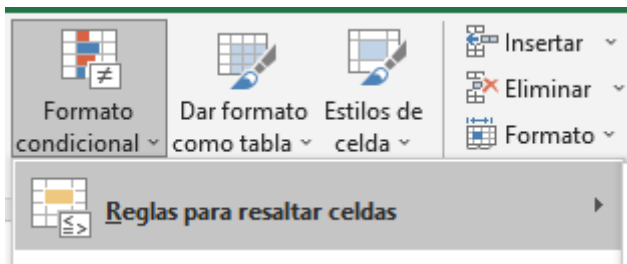 Formato condicional
Dar formato como tabla
Estilos de celda
Insertar
Eliminar
Formato
Reglas para resaltar celdas